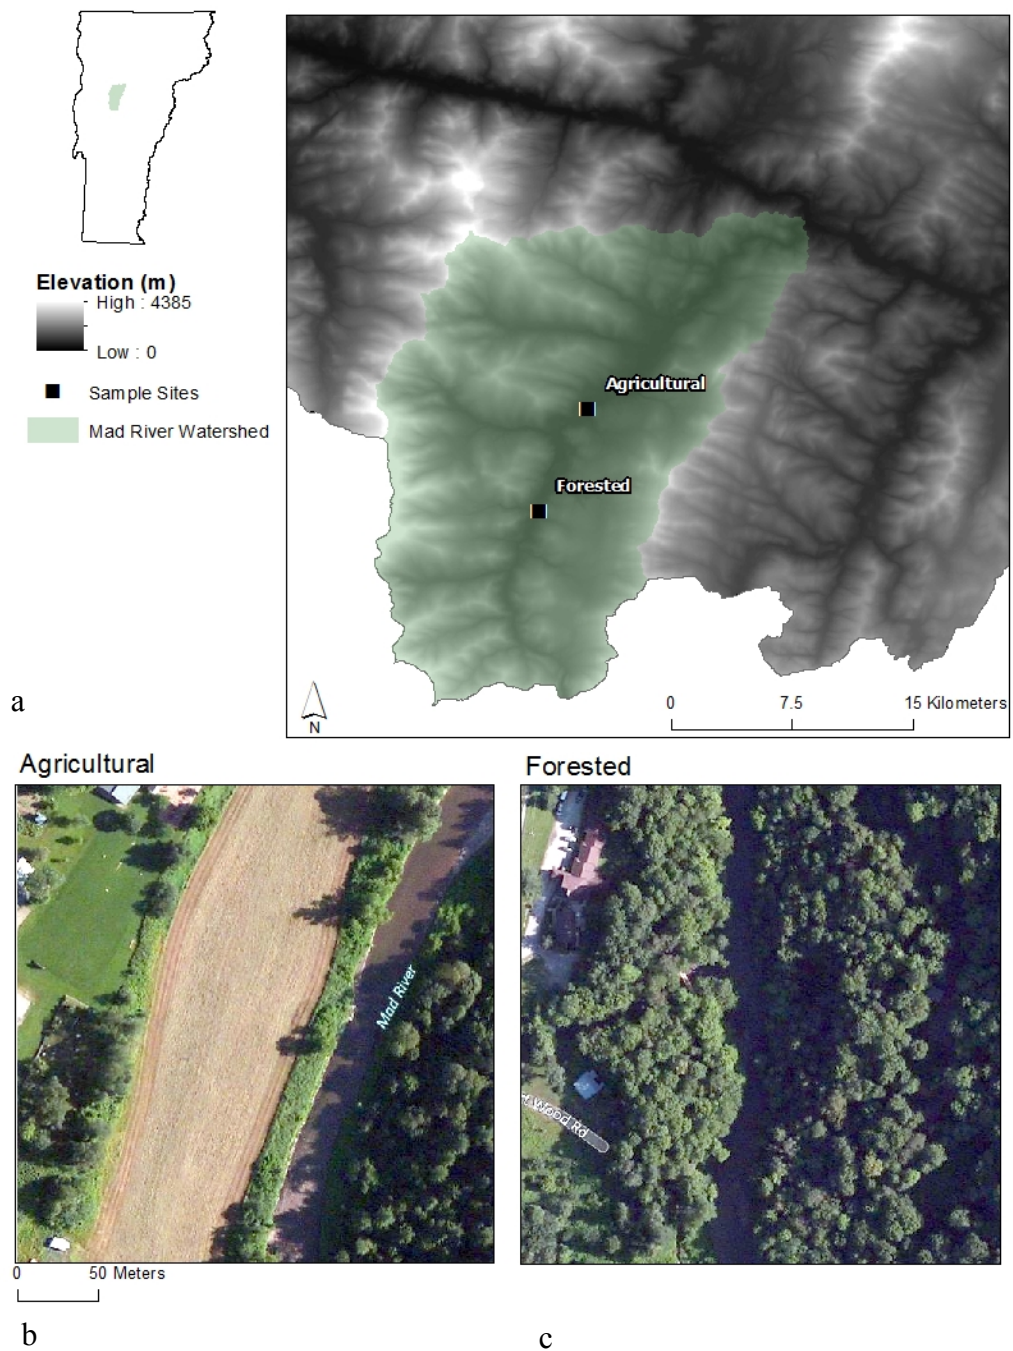 Elevation (m)
High : 4385
Low : 0
Sample Sites
Mad River Watershed
Agricultural
Forested
a
N
0 7.5 15 Kilometers
Agricultural
Forested
Mad River
t Wood Rd
0 50 Meters
b
c